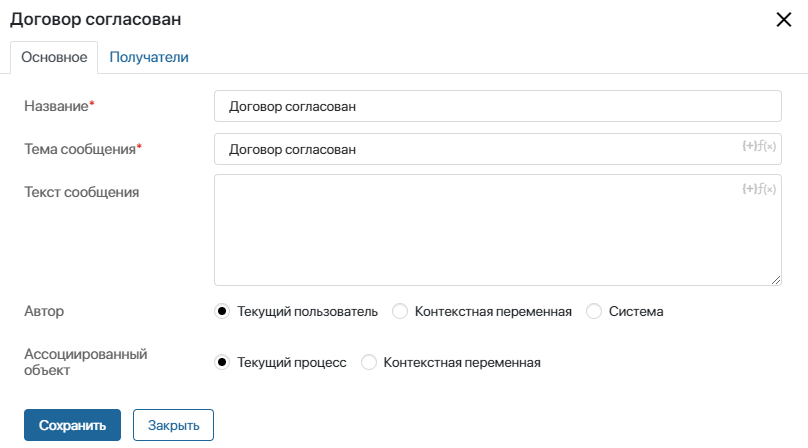 Договор согласован
Основное
Получатели
Название*
Договор согласован
Тема сообщения*
Договор согласован
{+}ƒ(x)
Текст сообщения
{+}ƒ(x)
Автор
Текущий пользователь
Контекстная переменная
Система
Ассоциированный
объект
Текущий процесс
Контекстная переменная
Сохранить
Закрыть